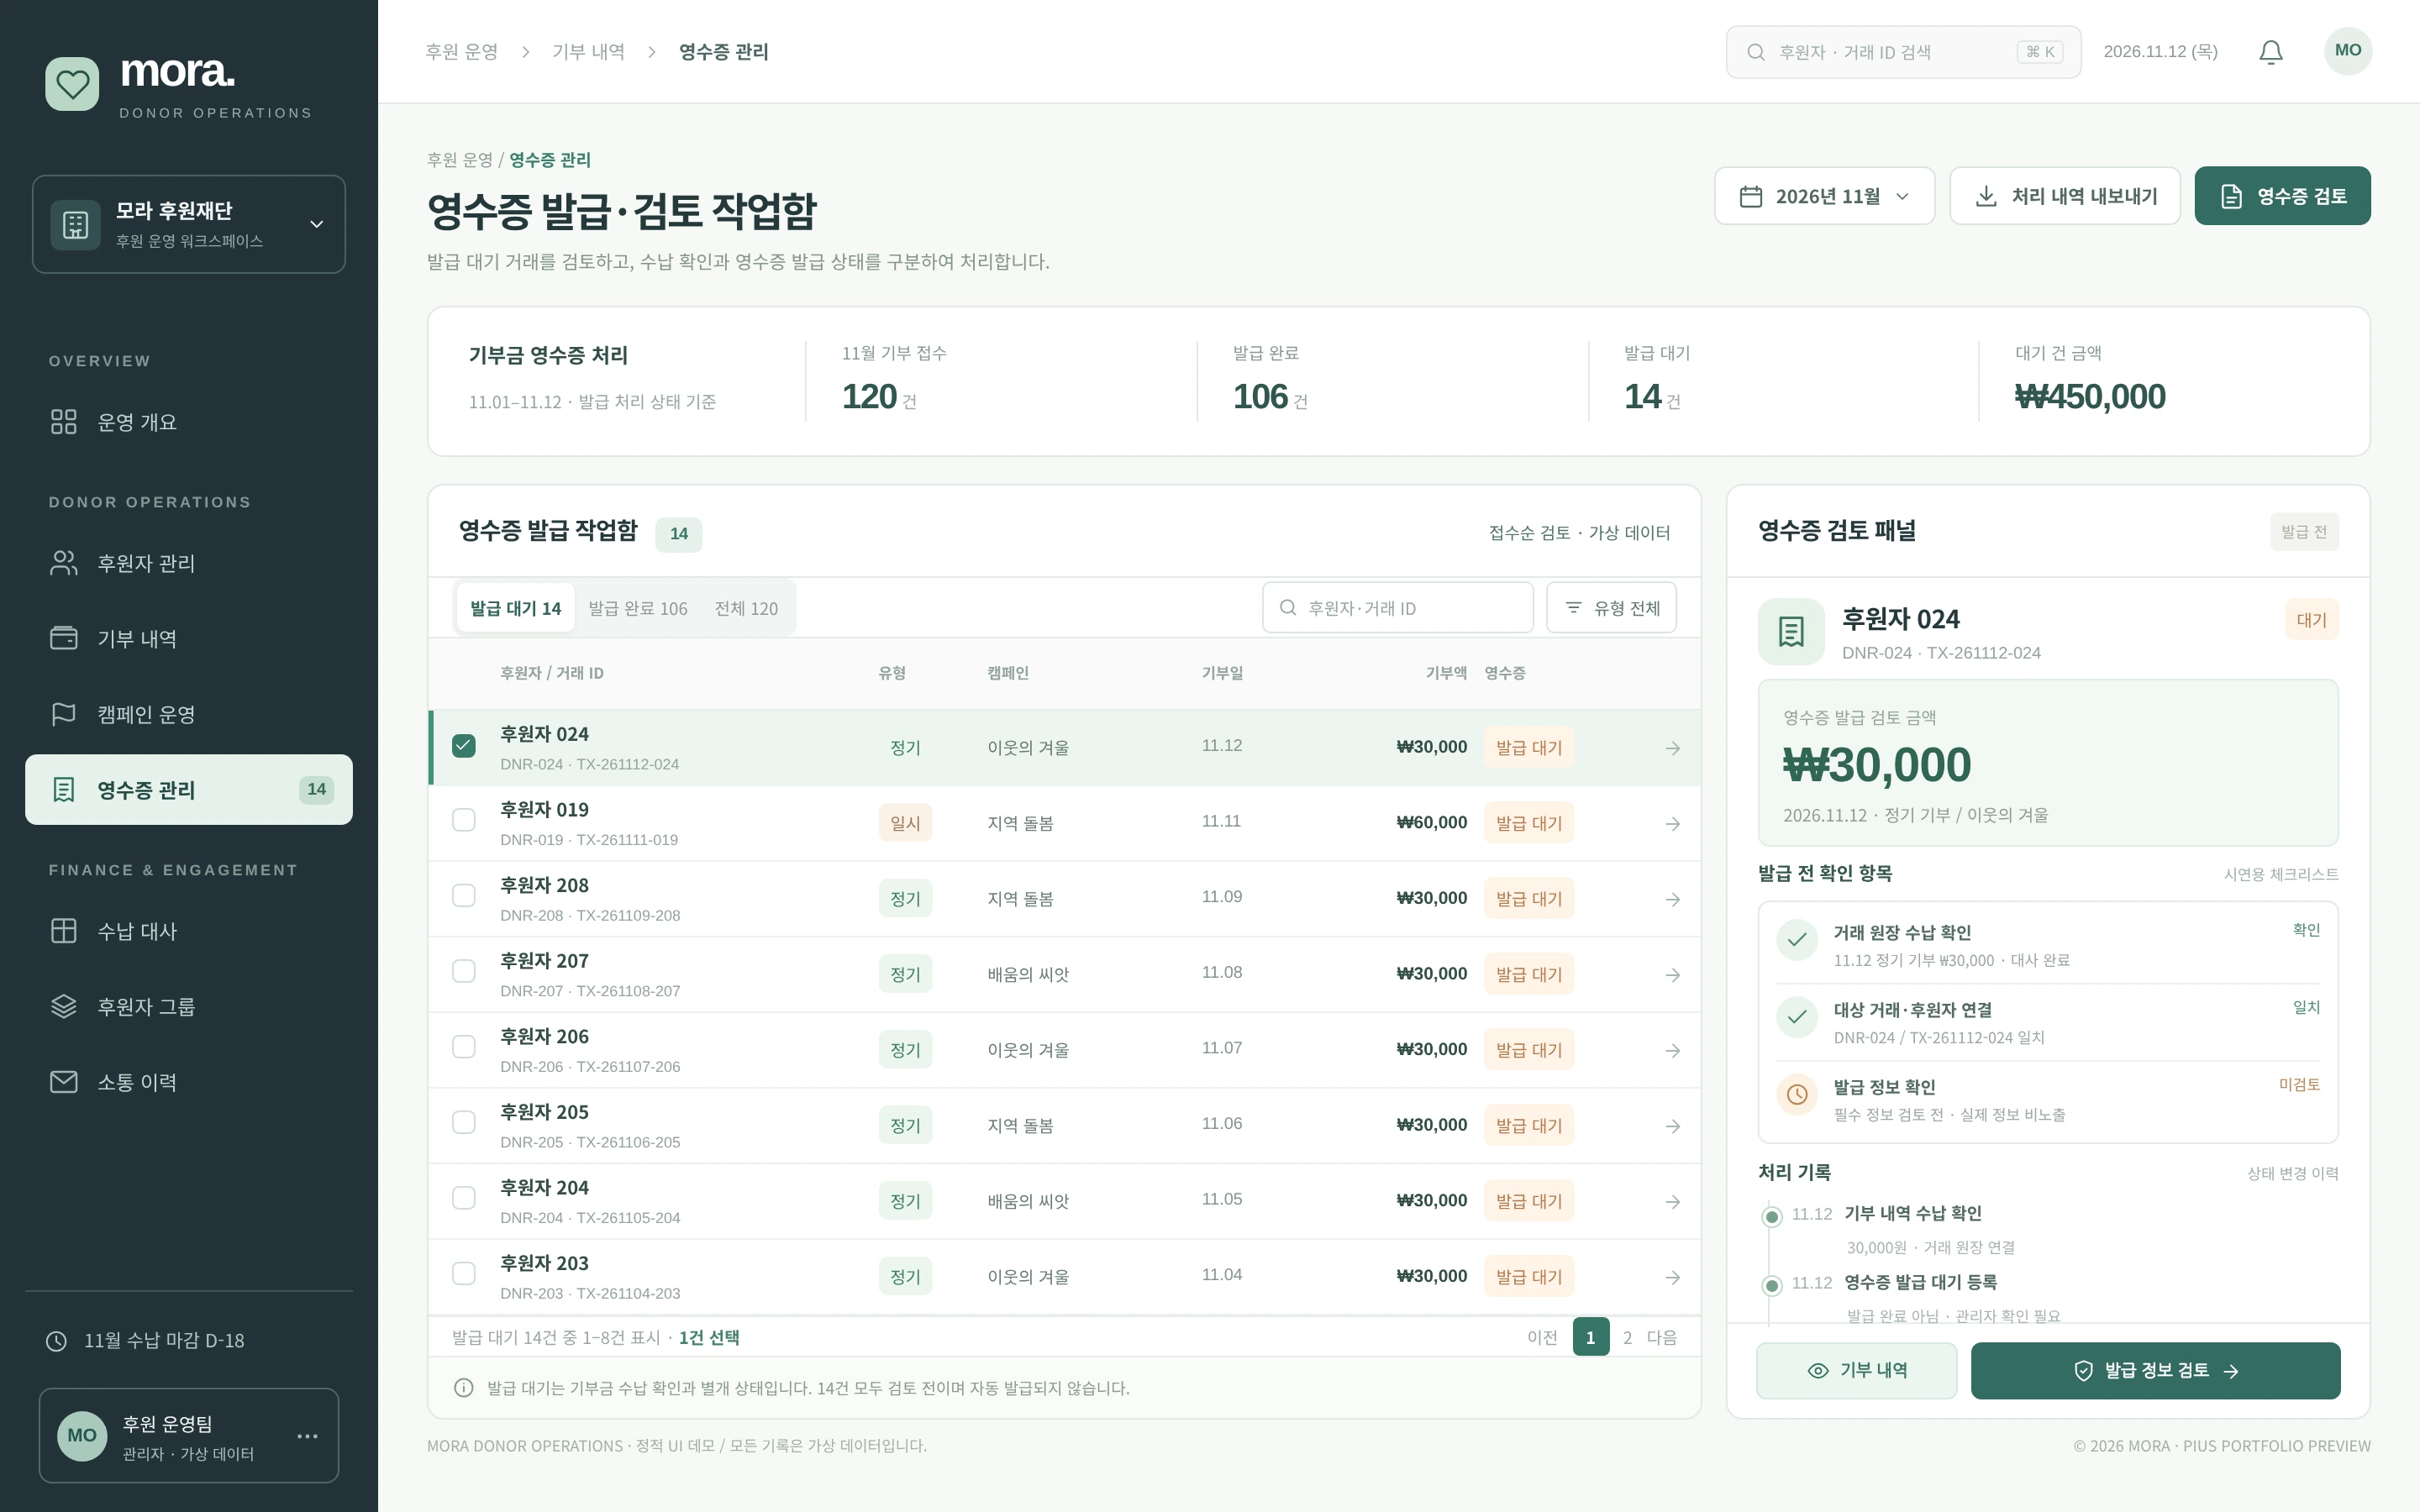 mora.
DONOR OPERATIONS
모라 후원재단
후원 운영 워크스페이스
OVERVIEW
운영 개요
DONOR OPERATIONS
후원자 관리
기부 내역
캠페인 운영
영수증 관리 14
FINANCE & ENGAGEMENT
수납 대사
후원자 그룹
소통 이력
11월 수납 마감 D-18
MO 후원 운영팀
관리자 · 가상 데이터
후원 운영 > 기부 내역 > 영수증 관리
후원자 · 거래 ID 검색 ⌘ K
2026.11.12 (목)
MO
후원 운영 / 영수증 관리
영수증 발급·검토 작업함
발급 대기 거래를 검토하고, 수납 확인과 영수증 발급 상태를 구분하여 처리합니다.
2026년 11월
처리 내역 내보내기
영수증 검토
기부금 영수증 처리
11.01–11.12 · 발급 처리 상태 기준
11월 기부 접수
120 건
발급 완료
106 건
발급 대기
14 건
대기 건 금액
₩450,000
영수증 발급 작업함 14
접수순 검토 · 가상 데이터
발급 대기 14 발급 완료 106 전체 120
후원자·거래 ID
유형 전체
후원자 / 거래 ID 유형 캠페인 기부일 기부액 영수증
후원자 024 정기 이웃의 겨울 11.12 ₩30,000 발급 대기 →
DNR-024 · TX-261112-024
후원자 019 일시 지역 돌봄 11.11 ₩60,000 발급 대기 →
DNR-019 · TX-261111-019
후원자 208 정기 지역 돌봄 11.09 ₩30,000 발급 대기 →
DNR-208 · TX-261109-208
후원자 207 정기 배움의 씨앗 11.08 ₩30,000 발급 대기 →
DNR-207 · TX-261108-207
후원자 206 정기 이웃의 겨울 11.07 ₩30,000 발급 대기 →
DNR-206 · TX-261107-206
후원자 205 정기 지역 돌봄 11.06 ₩30,000 발급 대기 →
DNR-205 · TX-261106-205
후원자 204 정기 배움의 씨앗 11.05 ₩30,000 발급 대기 →
DNR-204 · TX-261105-204
후원자 203 정기 이웃의 겨울 11.04 ₩30,000 발급 대기 →
DNR-203 · TX-261104-203
발급 대기 14건 중 1–8건 표시 · 1건 선택
이전 1 2 다음
발급 대기는 기부금 수납 확인과 별개 상태입니다. 14건 모두 검토 전이며 자동 발급되지 않습니다.
영수증 검토 패널 발급 전
후원자 024 대기
DNR-024 · TX-261112-024
영수증 발급 검토 금액
₩30,000
2026.11.12 · 정기 기부 / 이웃의 겨울
발급 전 확인 항목 시연용 체크리스트
거래 원장 수납 확인 확인
11.12 정기 기부 ₩30,000 · 대사 완료
대상 거래·후원자 연결 일치
DNR-024 / TX-261112-024 일치
발급 정보 확인 미검토
필수 정보 검토 전 · 실제 정보 비노출
처리 기록 상태 변경 이력
11.12 기부 내역 수납 확인
30,000원 · 거래 원장 연결
11.12 영수증 발급 대기 등록
발급 완료 아님 · 관리자 확인 필요
기부 내역
발급 정보 검토 →
MORA DONOR OPERATIONS · 정적 UI 데모 / 모든 기록은 가상 데이터입니다.
© 2026 MORA · PIUS PORTFOLIO PREVIEW